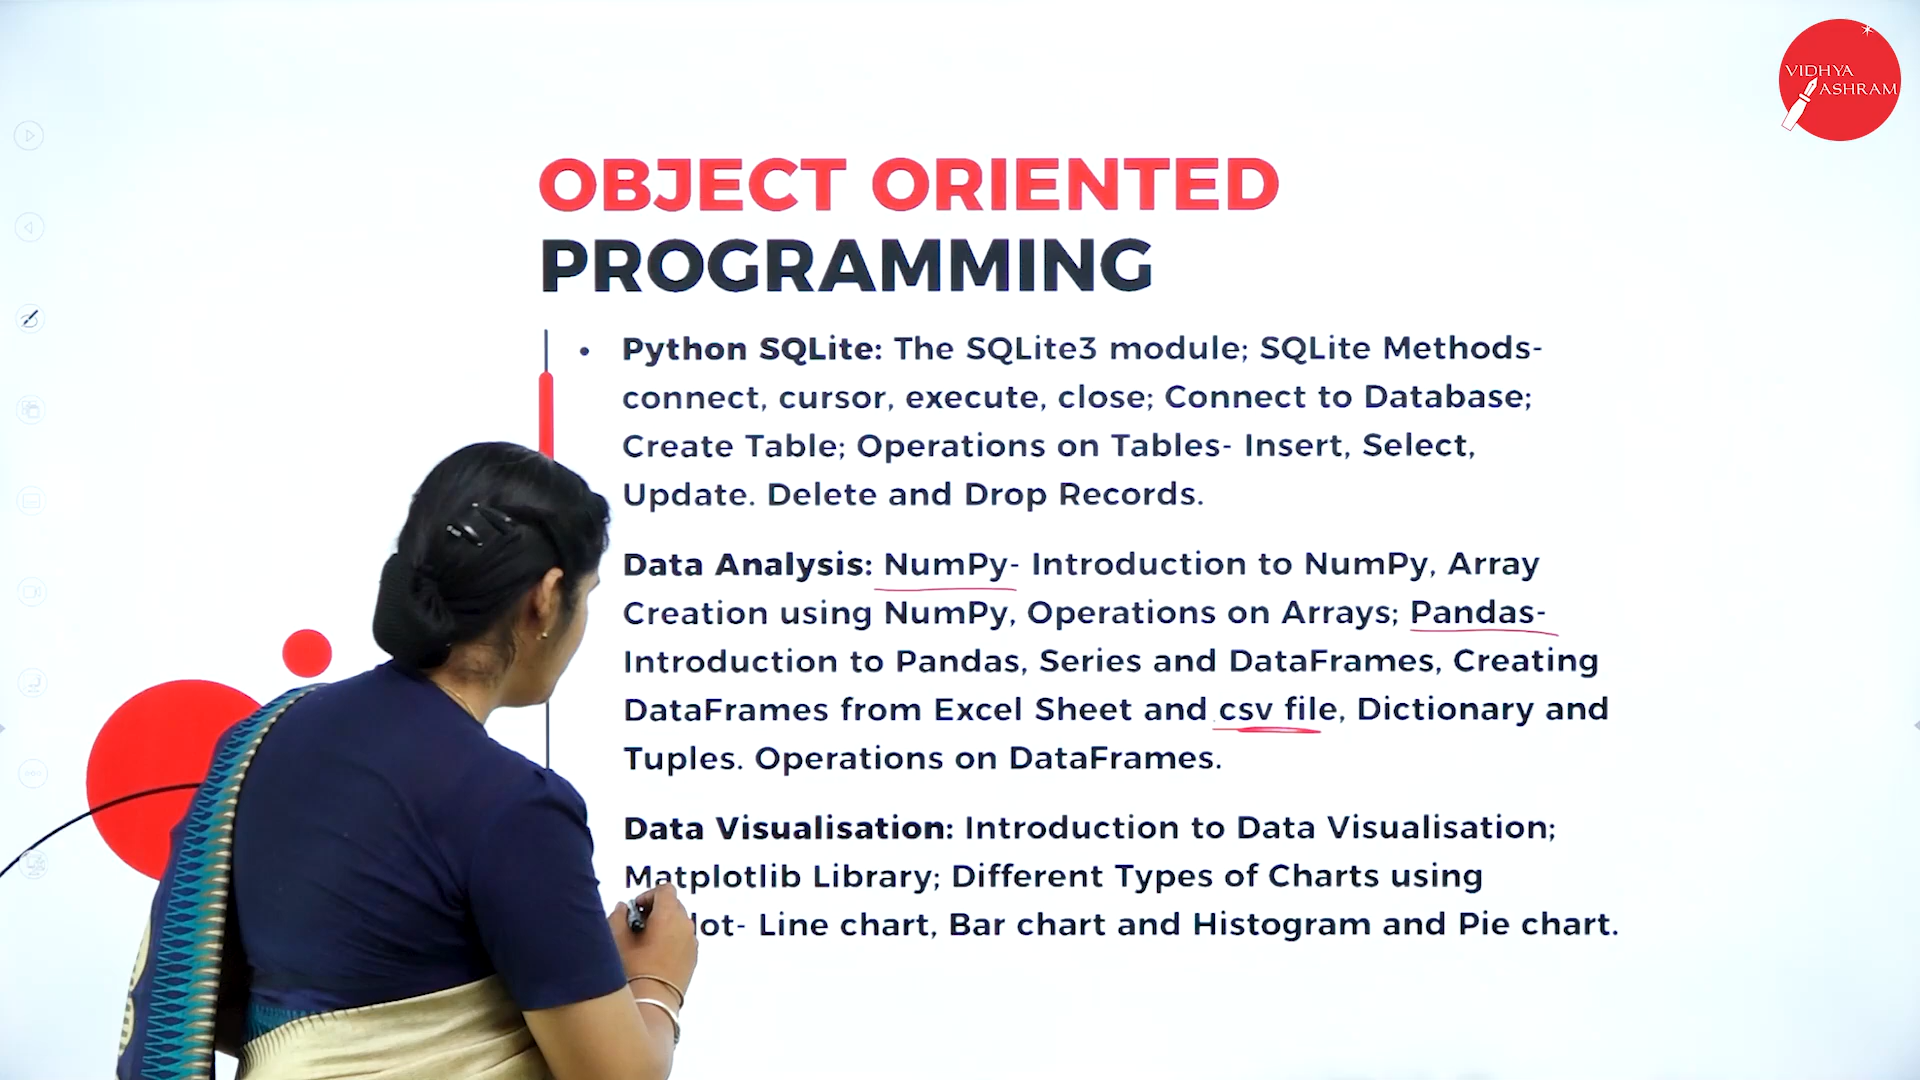 VIDHYA
ASHRAM
OBJECT ORIENTED
PROGRAMMING
• Python SQLite: The SQLite3 module; SQLite Methods-
connect, cursor, execute, close; Connect to Database;
Create Table; Operations on Tables- Insert, Select,
Update. Delete and Drop Records.
Data Analysis: NumPy- Introduction to NumPy, Array
Creation using NumPy, Operations on Arrays; Pandas-
Introduction to Pandas, Series and DataFrames, Creating
DataFrames from Excel Sheet and csv file, Dictionary and
Tuples. Operations on DataFrames.
Data Visualisation: Introduction to Data Visualisation;
Matplotlib Library; Different Types of Charts using
lot- Line chart, Bar chart and Histogram and Pie chart.